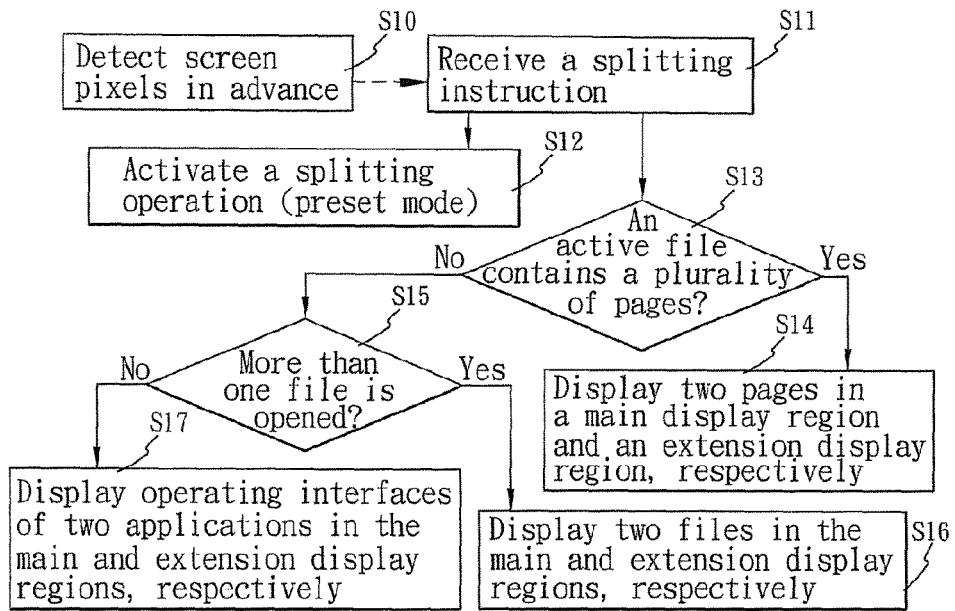 S10
Detect screen
pixels in advance
S11
Receive a splitting
instruction
S12
Activate a splitting
operation (preset mode)
S13
An
active file
contains a plurality
of pages?
No
Yes
S14
Display two pages in
a main display region
and an extension display
region, respectively
S15
More than
one file is
opened?
No
Yes
S17
Display operating interfaces
of two applications in the
main and extension display
regions, respectively
S16
Display two files in the
main and extension display
regions, respectively